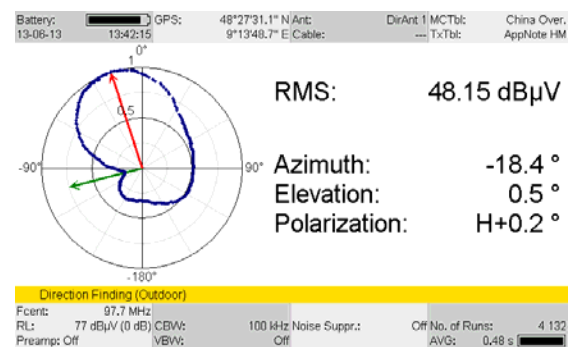 Battery: GPS: 48°27'31.1" N Ant: DirAnt 1 MCTbl: China Over.
13-06-13 13:42:15 9°13'48.7" E Cable: --- TxTbl: AppNote HM
0°
1
0.5
-90° 90°
-180°
RMS: 48.15 dBµV
Azimuth: -18.4 °
Elevation: 0.5 °
Polarization: H+0.2 °
Direction Finding (Outdoor)
Fcent: 97.7 MHz
RL: 77 dBµV (0 dB) CBW: 100 kHz Noise Suppr.: Off No. of Runs: 4 132
Preamp: Off VBW: Off AVG: 0.48 s